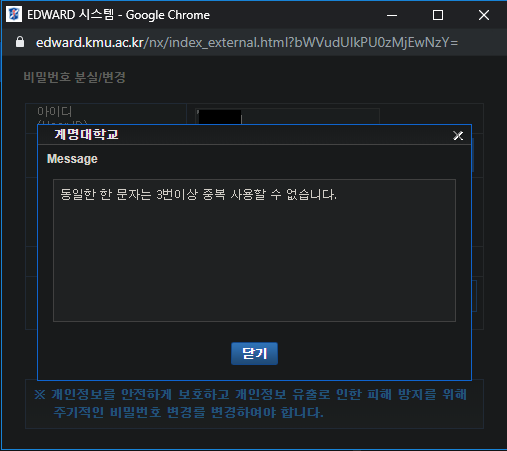 EDWARD 시스템 - Google Chrome
edward.kmu.ac.kr/nx/index_external.html?bWVudUlkPU0zMjEwNzY=
비밀번호 분실/변경
아이디
계명대학교
Message
동일한 한 문자는 3번이상 중복 사용할 수 없습니다.
닫기
※ 개인정보를 안전하게 보호하고 개인정보 유출로 인한 피해 방지를 위해
주기적인 비밀번호 변경를 변경하여야 합니다.